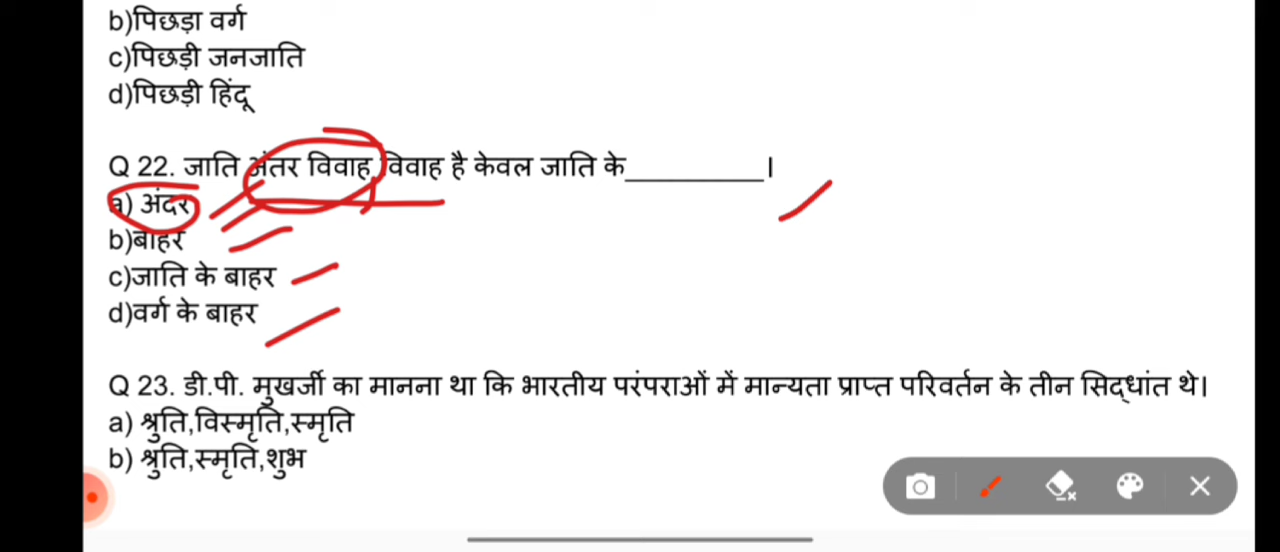 b)पिछड़ा वर्ग
c)पिछड़ी जनजाति
d)पिछड़ी हिंदू
Q 22. जाति अंतर विवाह, विवाह है केवल जाति के_________।
a) अंदर
b)बाहर
c)जाति के बाहर
d)वर्ग के बाहर
Q 23. डी.पी. मुखर्जी का मानना था कि भारतीय परंपराओं में मान्यता प्राप्त परिवर्तन के तीन सिद्धांत थे।
a) श्रुति,विस्मृति,स्मृति
b) श्रुति,स्मृति,शुभ